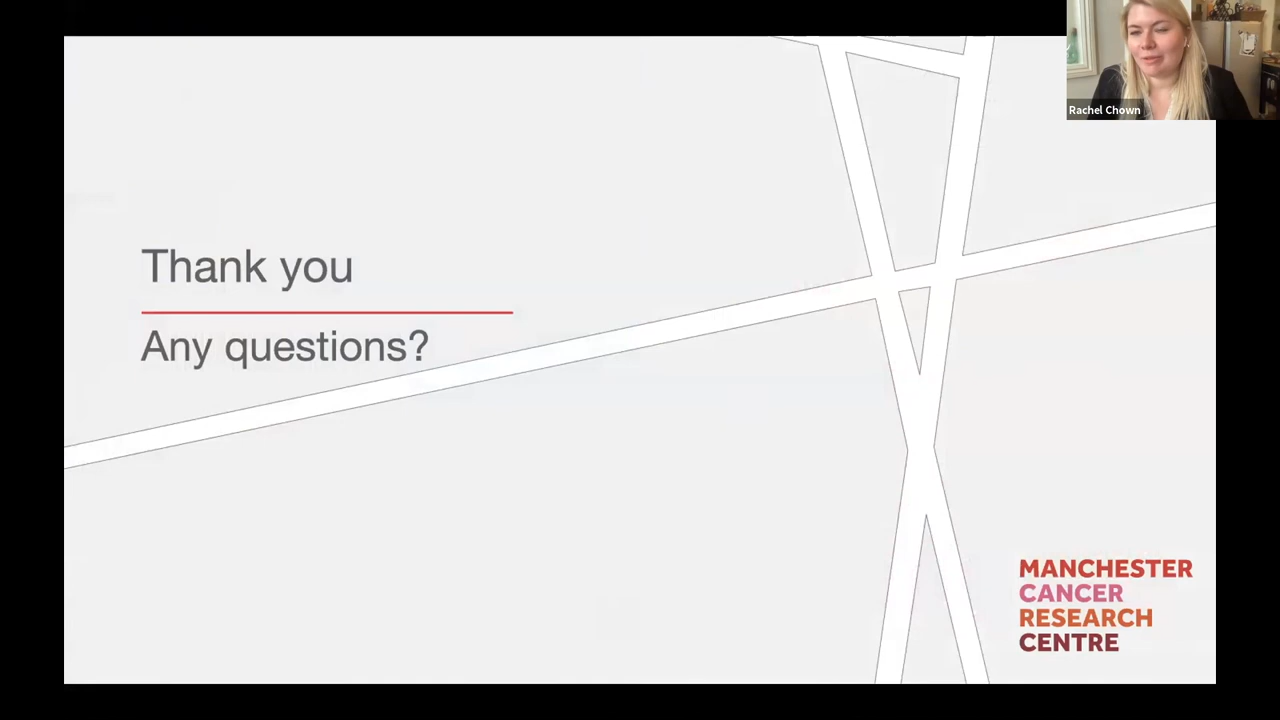 Rachel Chown
Thank you
Any questions?
MANCHESTER
CANCER
RESEARCH
CENTRE